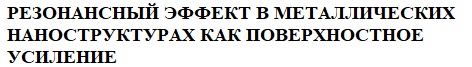 РЕЗОНАНСНЫЙ ЭФФЕКТ В МЕТАЛЛИЧЕСКИХ
НАНОСТРУКТУРАХ КАК ПОВЕРХНОСТНОЕ
УСИЛЕНИЕ